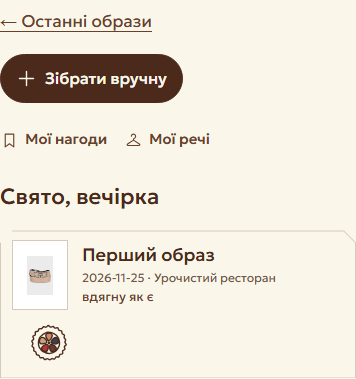 ← Останні образи
+ Зібрати вручну
Мої нагоди Мої речі
Свято, вечірка
Перший образ
2026-11-25 · Урочистий ресторан
вдягну як є